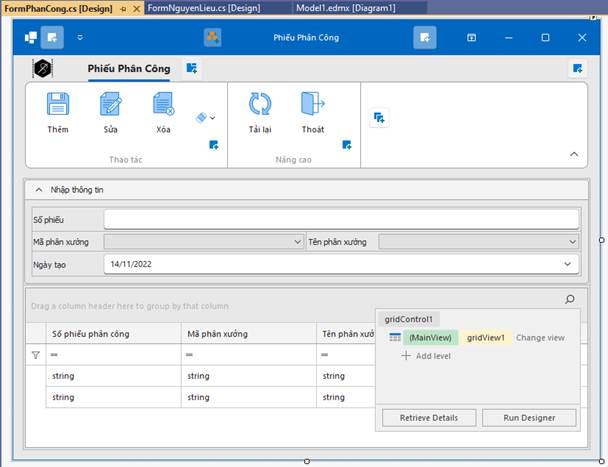 FormPhanCong.cs [Design]
FormNguyenLieu.cs [Design]
Model1.edmx [Diagram1]
Phiếu Phân Công
Phiếu Phân Công
Thêm
Sửa
Xóa
Tải lại
Thoát
Thao tác
Nâng cao
Nhập thông tin
Số phiếu
Mã phân xưởng
Tên phân xưởng
Ngày tạo
14/11/2022
Drag a column header here to group by that column
gridControl1
Số phiếu phân công
Mã phân xưởng
Tên phân xưở
(MainView)
gridView1
Change view
Add level
=
=
=
string
string
string
string
string
string
Retrieve Details
Run Designer